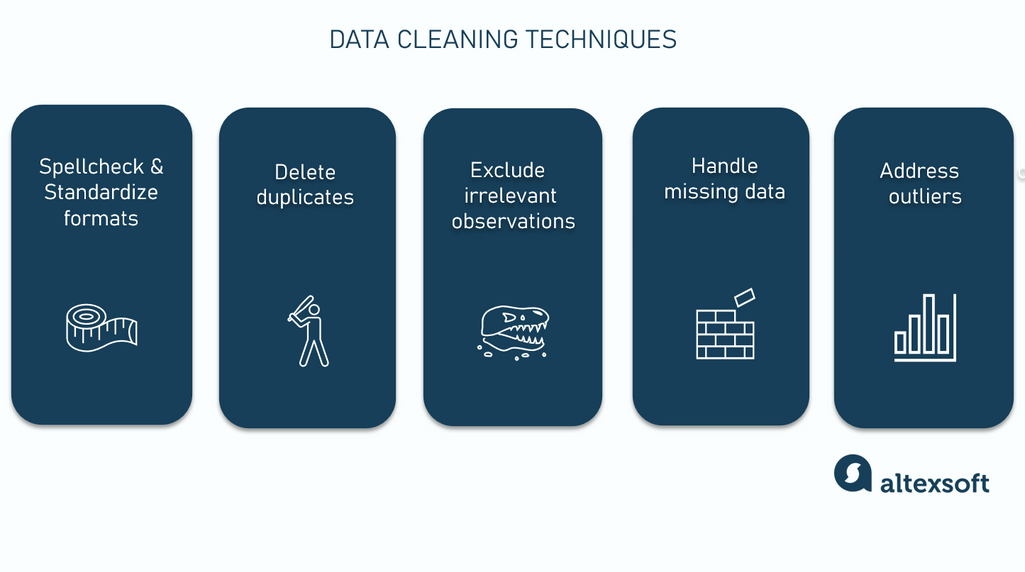 DATA CLEANING TECHNIQUES
Spellcheck &
Standardize
formats
Delete
duplicates
Exclude
irrelevant
observations
Handle
missing data
Address
outliers
altexsoft